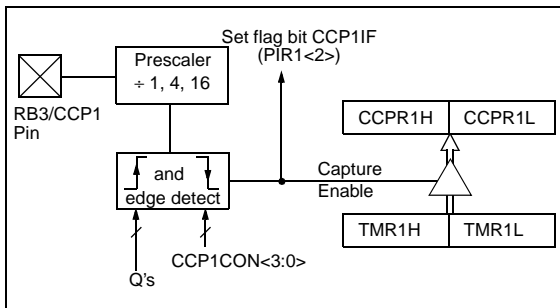 Set flag bit CCP1IF
(PIR1<2>)
Prescaler
÷ 1, 4, 16
RB3/CCP1
Pin
CCPR1H
CCPR1L
and
edge detect
Capture
Enable
TMR1H
TMR1L
CCP1CON<3:0>
Q's